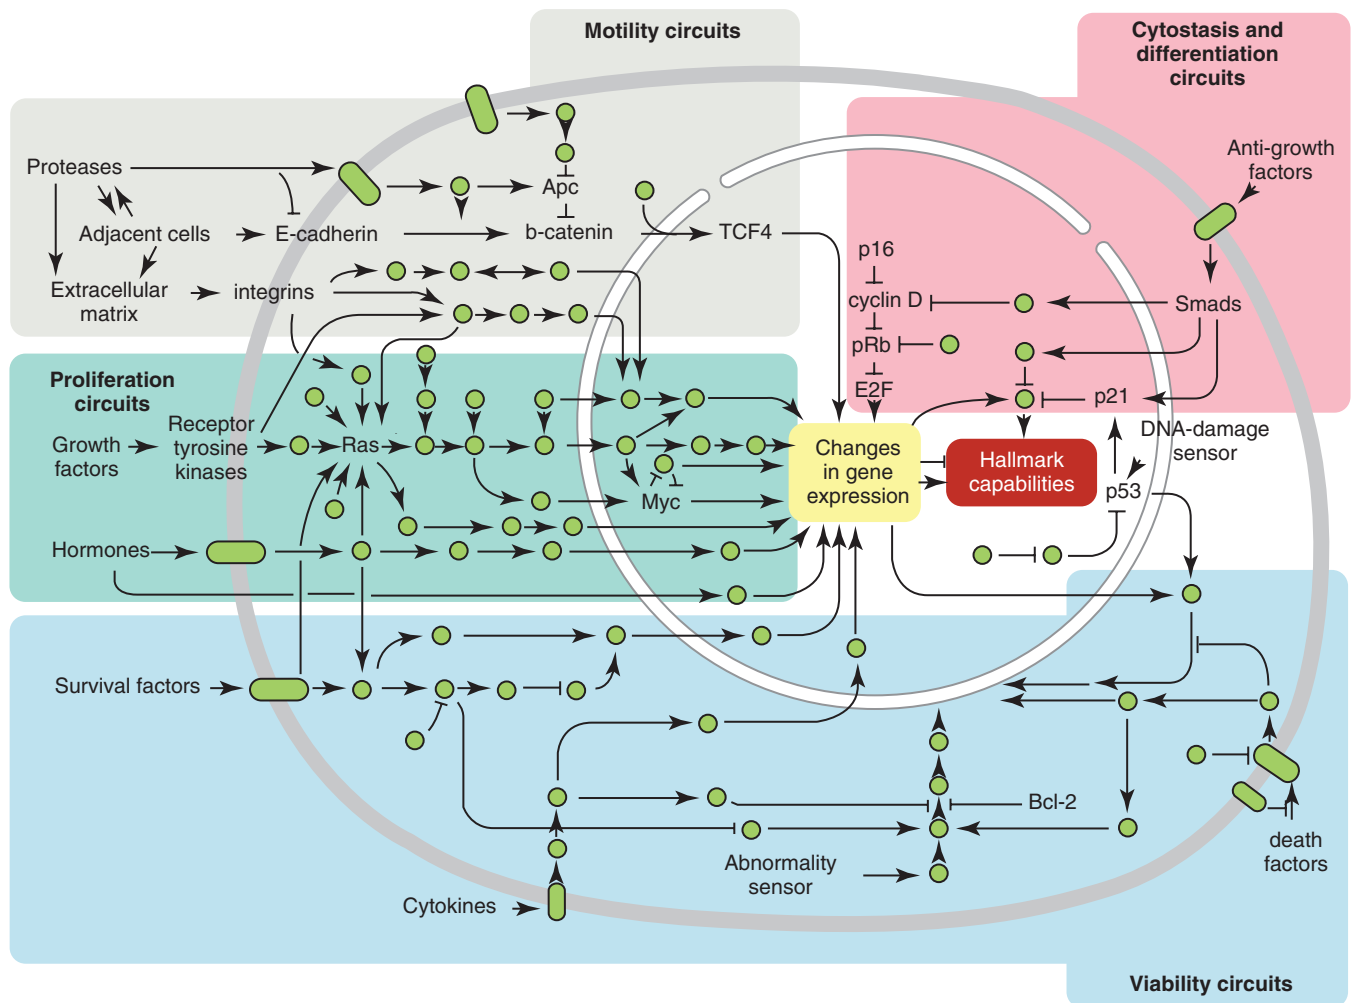 Motility circuits
Cytostasis and
differentiation
circuits
Proteases
Anti-growth
factors
Apc
Adjacent cells
E-cadherin
b-catenin
TCF4
p16
Extracellular
matrix
integrins
cyclin D
Smads
pRb
E2F
p21
Proliferation
circuits
Growth
factors
Receptor
tyrosine
kinases
Ras
Changes
in gene
expression
Hallmark
capabilities
DNA-damage
sensor
p53
Myc
Hormones
Survival factors
Bcl-2
death
factors
Abnormality
sensor
Cytokines
Viability circuits